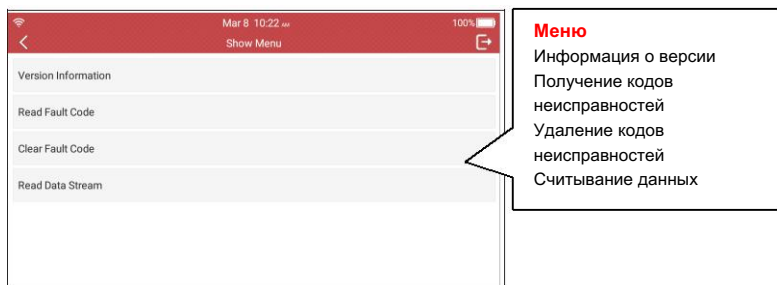 Mar 8 10:22
100%
Show Menu
Version Information
Read Fault Code
Clear Fault Code
Read Data Stream
Меню
Информация о версии
Получение кодов
неисправностей
Удаление кодов
неисправностей
Считывание данных